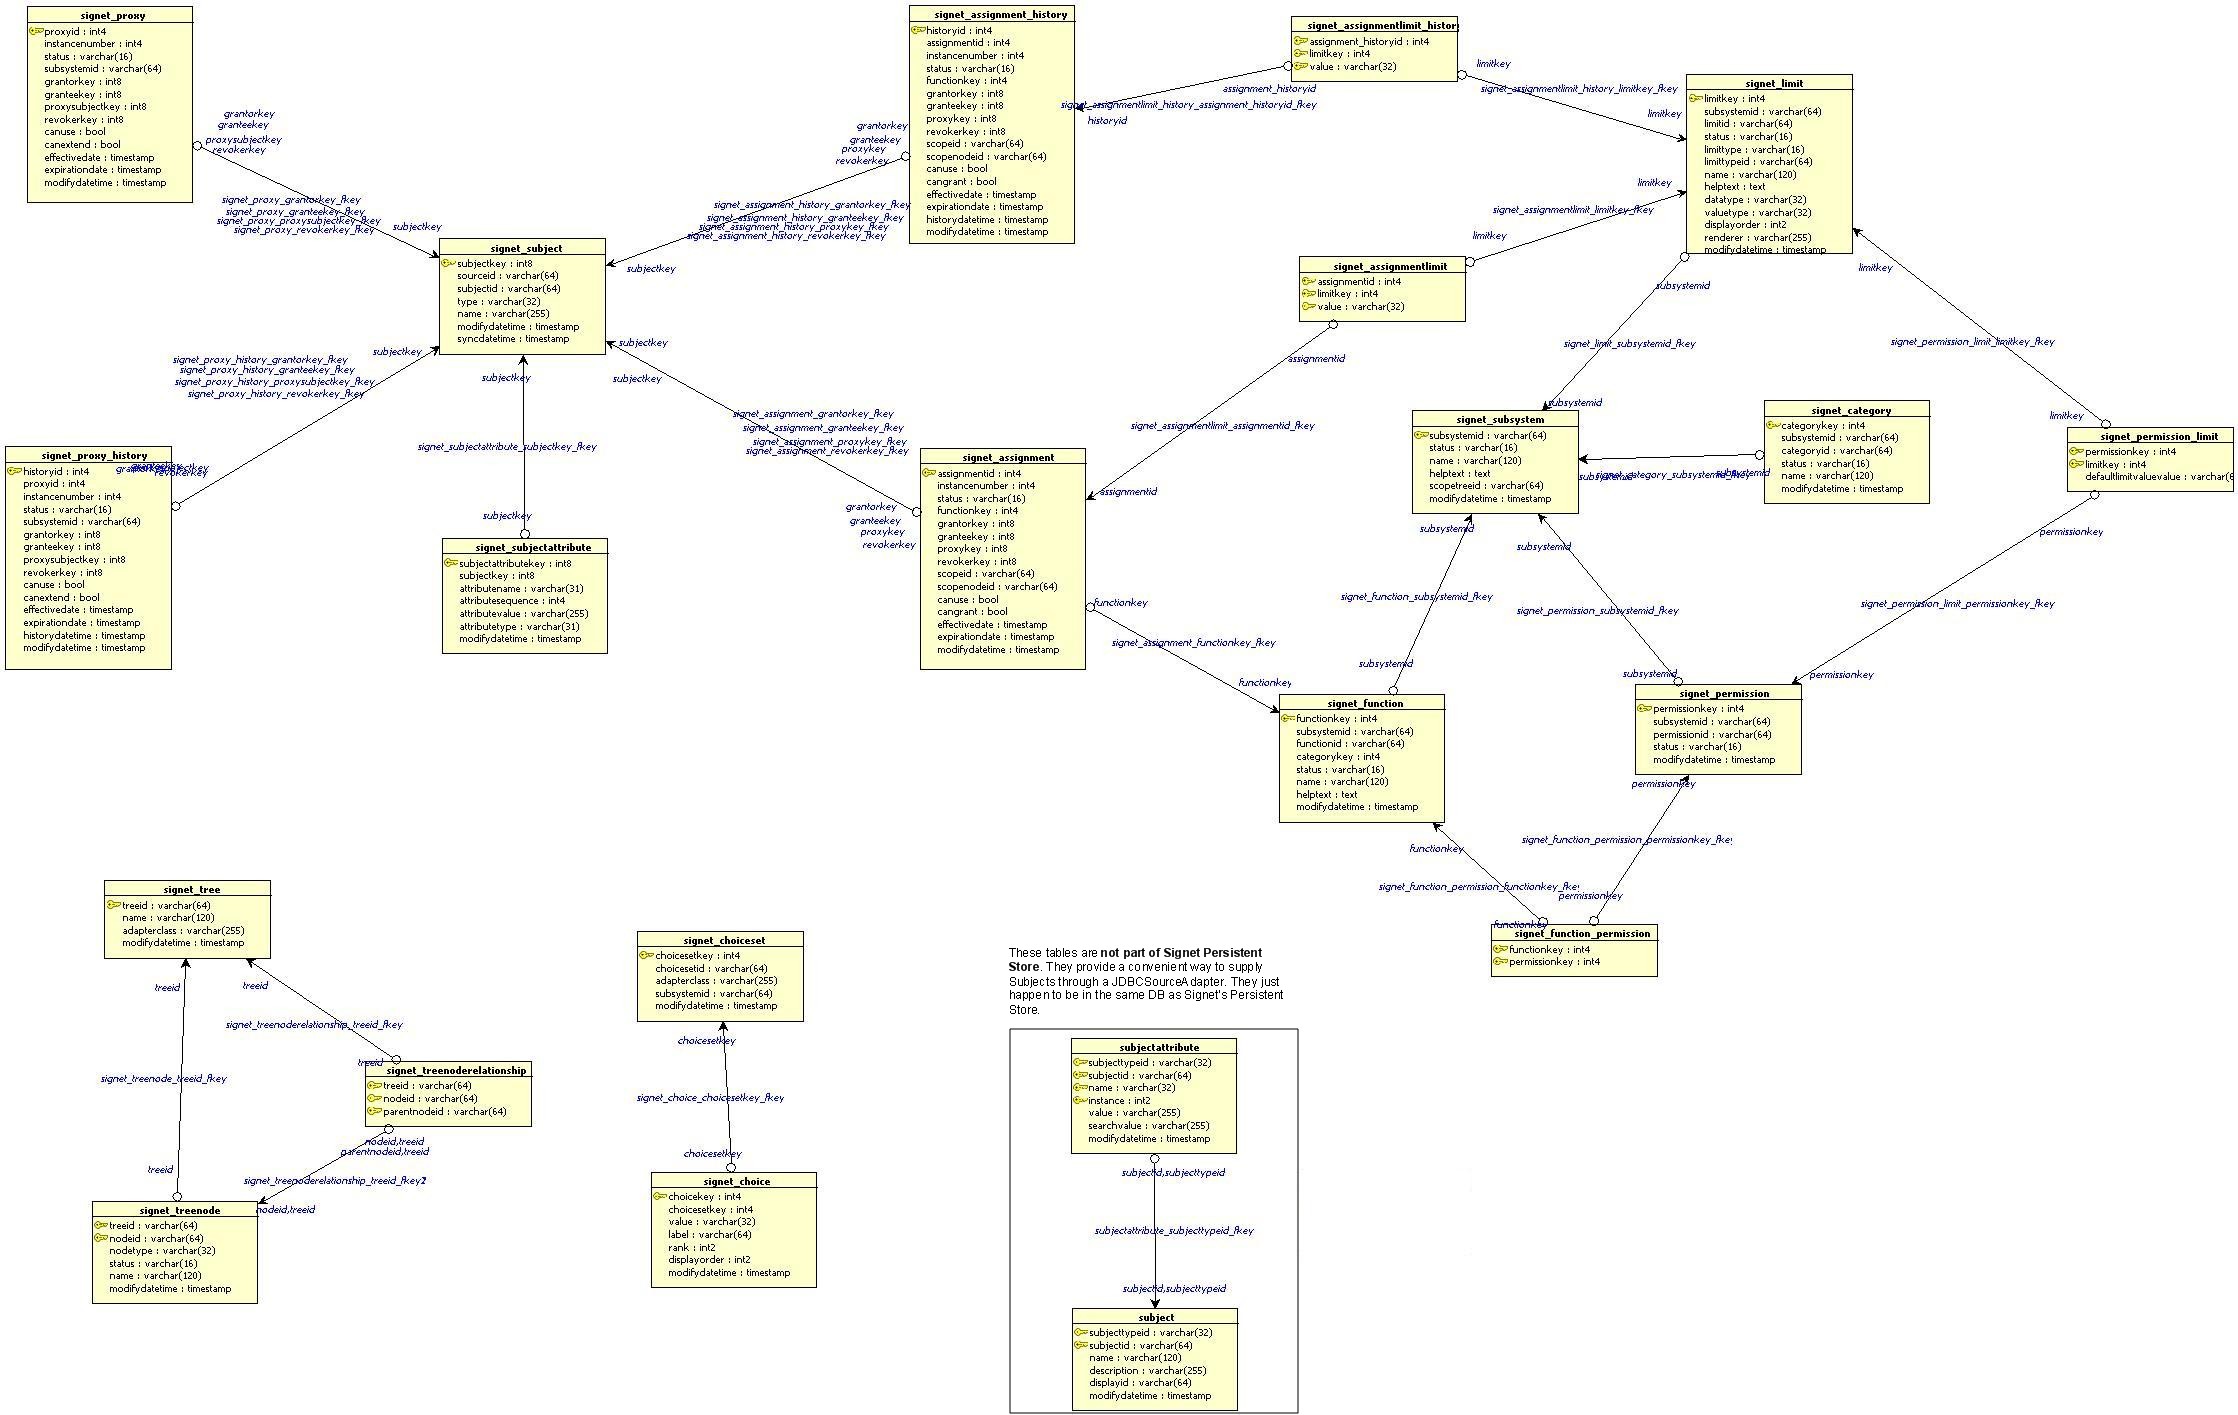 signet_proxy
proxyid : int4
instancenumber : int4
status : varchar(16)
subsystemid : varchar(64)
grantorkey : int8
granteekey : int8
proxysubjectkey : int8
revokerkey : int8
canuse : bool
canextend : bool
effectivedate : timestamp
expirationdate : timestamp
modifydatetime : timestamp
grantorkey
granteekey
proxysubjectkey
revokerkey
signet_proxy_grantorkey_fkey
signet_proxy_granteekey_fkey
signet_proxy_proxysubjectkey_fkey
signet_proxy_revokerkey_fkey
subjectkey
signet_assignment_history
historyid : int4
assignmentid : int4
instancenumber : int4
status : varchar(16)
functionkey : int4
grantorkey : int8
granteekey : int8
proxykey : int8
revokerkey : int8
scopeid : varchar(64)
scopenodeid : varchar(64)
canuse : bool
cangrant : bool
effectivedate : timestamp
expirationdate : timestamp
historydatetime : timestamp
modifydatetime : timestamp
grantorkey
granteekey
proxykey
revokerkey
signet_assignment_history_grantorkey_fkey
signet_assignment_history_granteekey_fkey
signet_assignment_history_proxykey_fkey
signet_assignment_history_revokerkey_fkey
subjectkey
signet_assignmentlimit_histor
assignment_historyid : int4
limitkey : int4
value : varchar(32)
assignment_historyid
signet_assignmentlimit_history_assignment_historyid_fkey
historyid
limitkey
signet_assignmentlimit_history_limitkey_fkey
limitkey
signet_limit
limitkey : int4
subsystemid : varchar(64)
limitid : varchar(64)
status : varchar(16)
limittype : varchar(16)
limittypeid : varchar(64)
name : varchar(120)
helptext : text
datatype : varchar(32)
valuetype : varchar(32)
displayorder : int2
renderer : varchar(255)
modifydatetime : timestamp
limitkey
signet_assignmentlimit_limitkey_fkey
limitkey
signet_subject
subjectkey : int8
sourceid : varchar(64)
subjectid : varchar(64)
type : varchar(32)
name : varchar(255)
modifydatetime : timestamp
syncdatetime : timestamp
signet_assignmentlimit
assignmentid : int4
limitkey : int4
value : varchar(32)
assignmentid
signet_assignmentlimit_assignmentid_fkey
assignmentid
subsystemid
signet_limit_subsystemid_fkey
subsystemid
limitkey
signet_permission_limit_limitkey_fkey
limitkey
signet_proxy_history_grantorkey_fkey
signet_proxy_history_granteekey_fkey
signet_proxy_history_proxysubjectkey_fkey
signet_proxy_history_revokerkey_fkey
subjectkey
subjectkey
signet_subjectattribute_subjectkey_fkey
subjectkey
subjectkey
signet_assignment_grantorkey_fkey
signet_assignment_granteekey_fkey
signet_assignment_proxykey_fkey
signet_assignment_revokerkey_fkey
grantorkey
granteekey
proxykey
revokerkey
signet_proxy_history
historyid : int4
proxyid : int4
instancenumber : int4
status : varchar(16)
subsystemid : varchar(64)
grantorkey : int8
granteekey : int8
proxysubjectkey : int8
revokerkey : int8
canuse : bool
canextend : bool
effectivedate : timestamp
expirationdate : timestamp
historydatetime : timestamp
modifydatetime : timestamp
granteekey
revokerkey
signet_subjectattribute
subjectattributekey : int8
subjectkey : int8
attributename : varchar(31)
attributesequence : int4
attributevalue : varchar(255)
attributetype : varchar(31)
modifydatetime : timestamp
signet_assignment
assignmentid : int4
instancenumber : int4
status : varchar(16)
functionkey : int4
grantorkey : int8
granteekey : int8
proxykey : int8
revokerkey : int8
scopeid : varchar(64)
scopenodeid : varchar(64)
canuse : bool
cangrant : bool
effectivedate : timestamp
expirationdate : timestamp
modifydatetime : timestamp
functionkey
signet_assignment_functionkey_fkey
functionkey
signet_subsystem
subsystemid : varchar(64)
status : varchar(16)
name : varchar(120)
helptext : text
scopetreeid : varchar(64)
modifydatetime : timestamp
subsystemid
signet_category_subsystemid_fkey
subsystemid
signet_category
categorykey : int4
subsystemid : varchar(64)
categoryid : varchar(64)
status : varchar(16)
name : varchar(120)
modifydatetime : timestamp
signet_permission_limit
permissionkey : int4
limitkey : int4
defaultlimitvaluevalue : varchar(6
permissionkey
signet_permission_limit_permissionkey_fkey
permissionkey
subsystemid
signet_function_subsystemid_fkey
subsystemid
subsystemid
signet_permission_subsystemid_fkey
subsystemid
signet_function
functionkey : int4
subsystemid : varchar(64)
functionid : varchar(64)
categorykey : int4
status : varchar(16)
name : varchar(120)
helptext : text
modifydatetime : timestamp
signet_permission
permissionkey : int4
subsystemid : varchar(64)
permissionid : varchar(64)
status : varchar(16)
modifydatetime : timestamp
permissionkey
signet_function_permission_permissionkey_fkey
permissionkey
functionkey
signet_function_permission_functionkey_fkey
functionkey
signet_function_permission
functionkey : int4
permissionkey : int4
signet_tree
treeid : varchar(64)
name : varchar(120)
adapterclass : varchar(255)
modifydatetime : timestamp
treeid
treeid
signet_treenoderelationship_treeid_fkey
treeid
signet_treenode_treeid_fkey
treeid
signet_treenoderelationship
treeid : varchar(64)
nodeid : varchar(64)
parentnodeid : varchar(64)
nodeid,treeid
parentnodeid,treeid
signet_treenoderelationship_treeid_fkey2
nodeid,treeid
signet_treenode
treeid : varchar(64)
nodeid : varchar(64)
nodetype : varchar(32)
status : varchar(16)
name : varchar(120)
modifydatetime : timestamp
signet_choiceset
choicesetkey : int4
choicesetid : varchar(64)
adapterclass : varchar(255)
subsystemid : varchar(64)
modifydatetime : timestamp
choicesetkey
signet_choice_choicesetkey_fkey
choicesetkey
signet_choice
choicekey : int4
choicesetkey : int4
value : varchar(32)
label : varchar(64)
rank : int2
displayorder : int2
modifydatetime : timestamp
These tables are not part of Signet Persistent
Store. They provide a convenient way to supply
Subjects through a JDBCSourceAdapter. They just
happen to be in the same DB as Signet's Persistent
Store.
subjectattribute
subjecttypeid : varchar(32)
subjectid : varchar(64)
name : varchar(32)
instance : int2
value : varchar(255)
searchvalue : varchar(255)
modifydatetime : timestamp
subjectid,subjecttypeid
subjectattribute_subjecttypeid_fkey
subjectid,subjecttypeid
subject
subjecttypeid : varchar(32)
subjectid : varchar(64)
name : varchar(120)
description : varchar(255)
displayid : varchar(64)
modifydatetime : timestamp